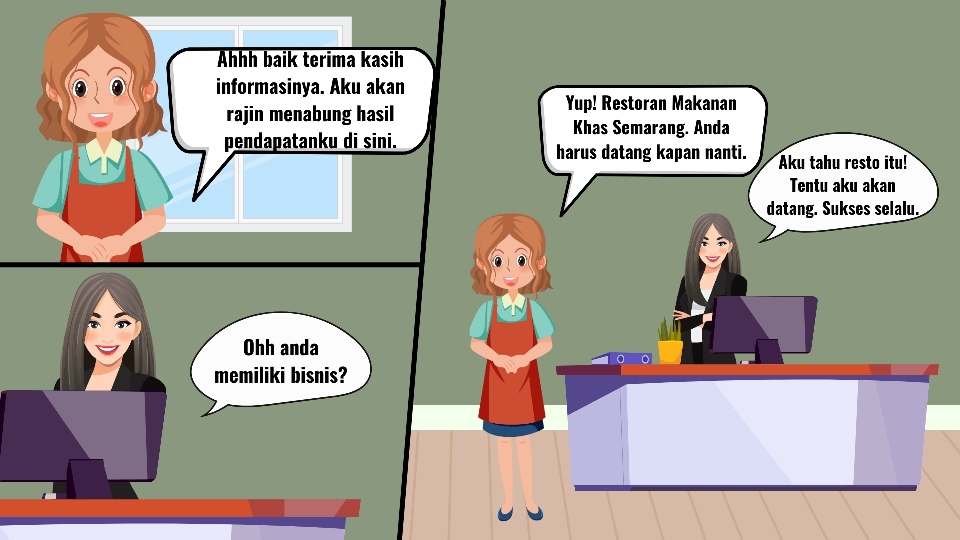 Ahhh baik terima kasih
informasinya. Aku akan
rajin menabung hasil
pendapatanku di sini.
Ohh anda
memiliki bisnis?
Yup! Restoran Makanan
Khas Semarang. Anda
harus datang kapan nanti.
Aku tahu resto itu!
Tentu aku akan
datang. Sukses selalu.